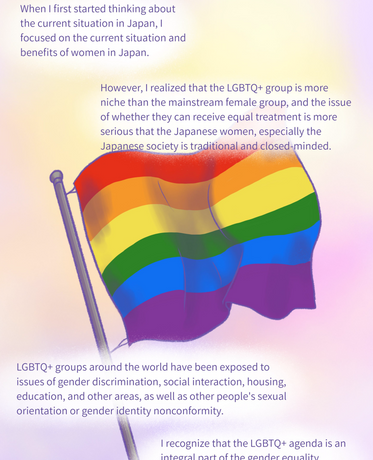 When I first started thinking about
the current situation in Japan, I
focused on the current situation and
benefits of women in Japan.
However, I realized that the LGBTQ+ group is more
niche than the mainstream female group, and the issue
of whether they can receive equal treatment is more
serious that the Japanese women, especially the
Japanese society is traditional and closed-minded.
LGBTQ+ groups around the world have been exposed to
issues of gender discrimination, social interaction, housing,
education, and other areas, as well as other people's sexual
orientation or gender identity nonconformity.
I recognize that the LGBTQ+ agenda is an
integral part of the gender equality